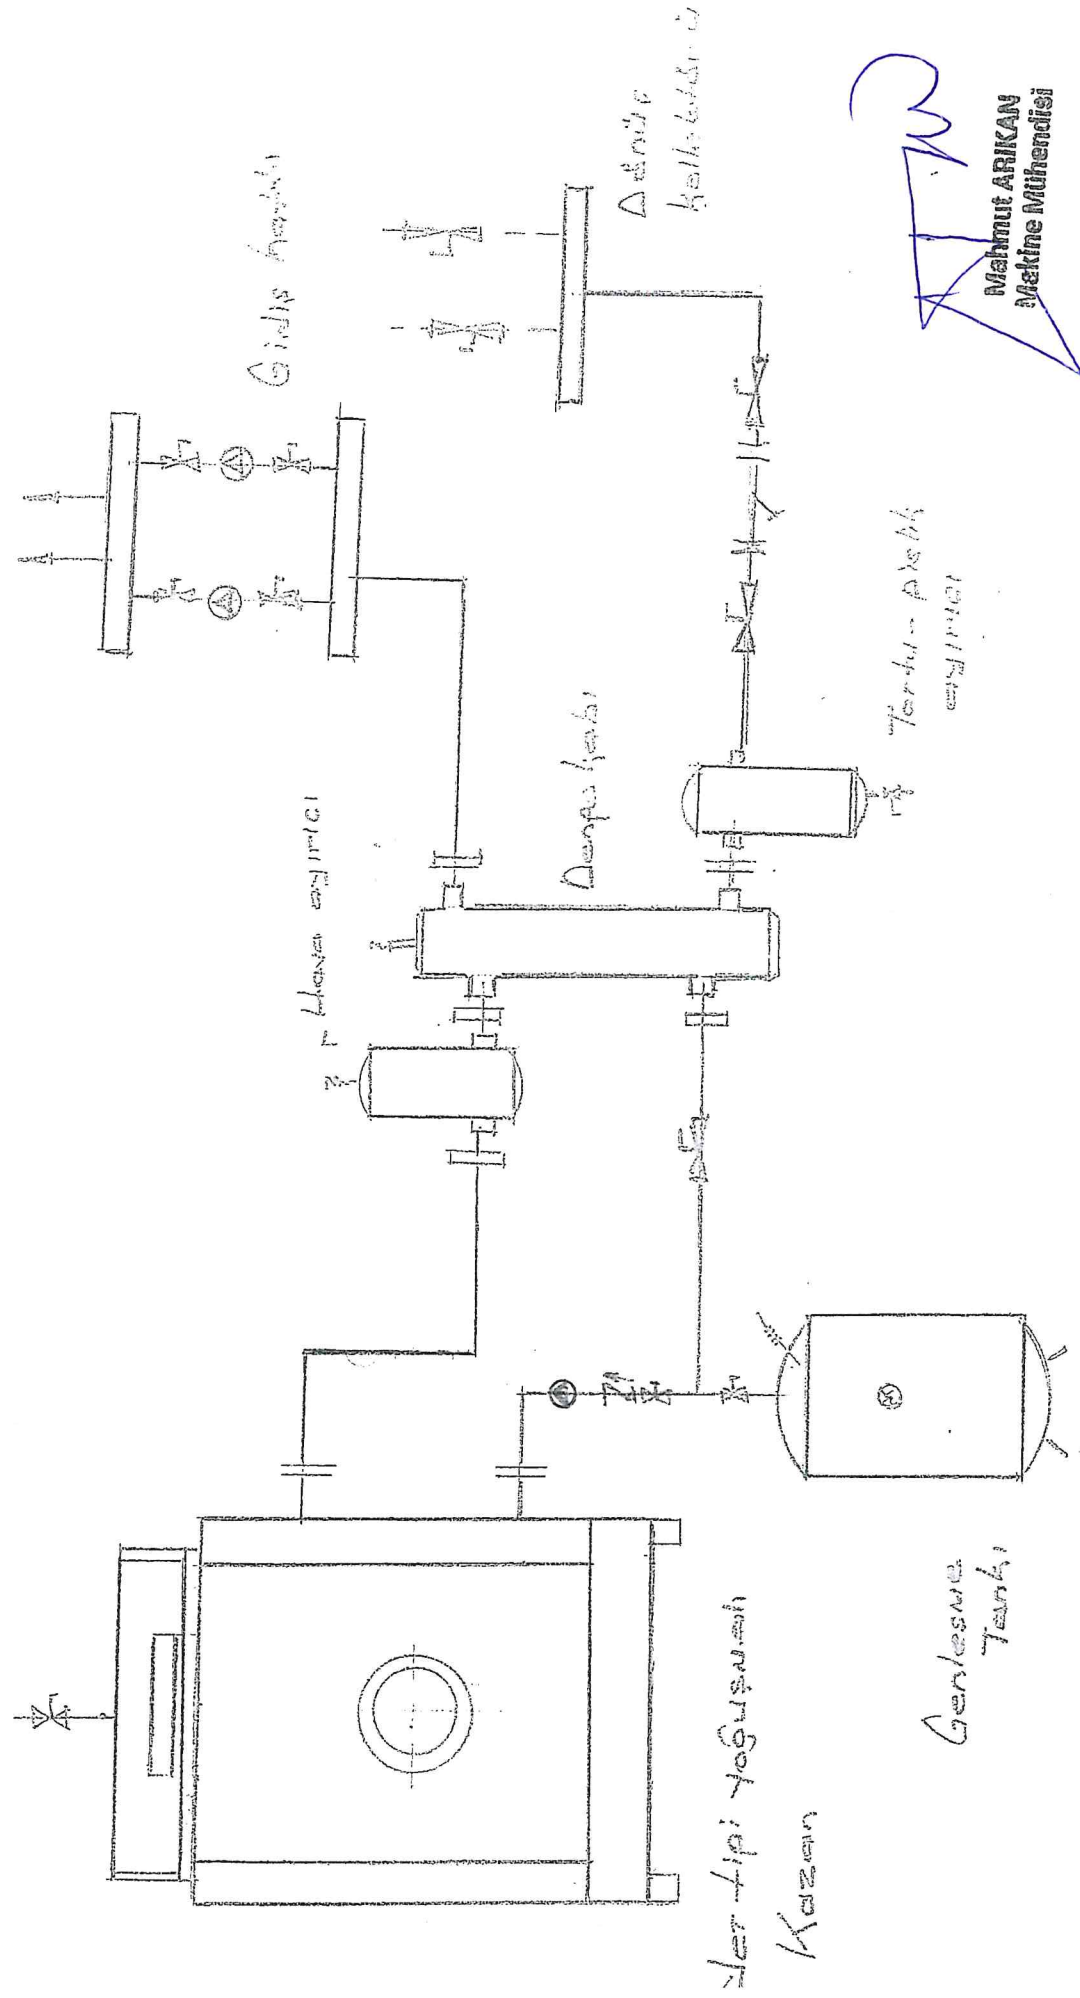 Gidiş hattı
Dönüş
kollektörü
Hava ayırıcı
Denge kabı
Tortu-pislik
ayırıcı
Yer tipi yoğuşmalı
Kazan
Genleşme
Tankı
M
Mahmut ARIKAN
Makine Mühendisi